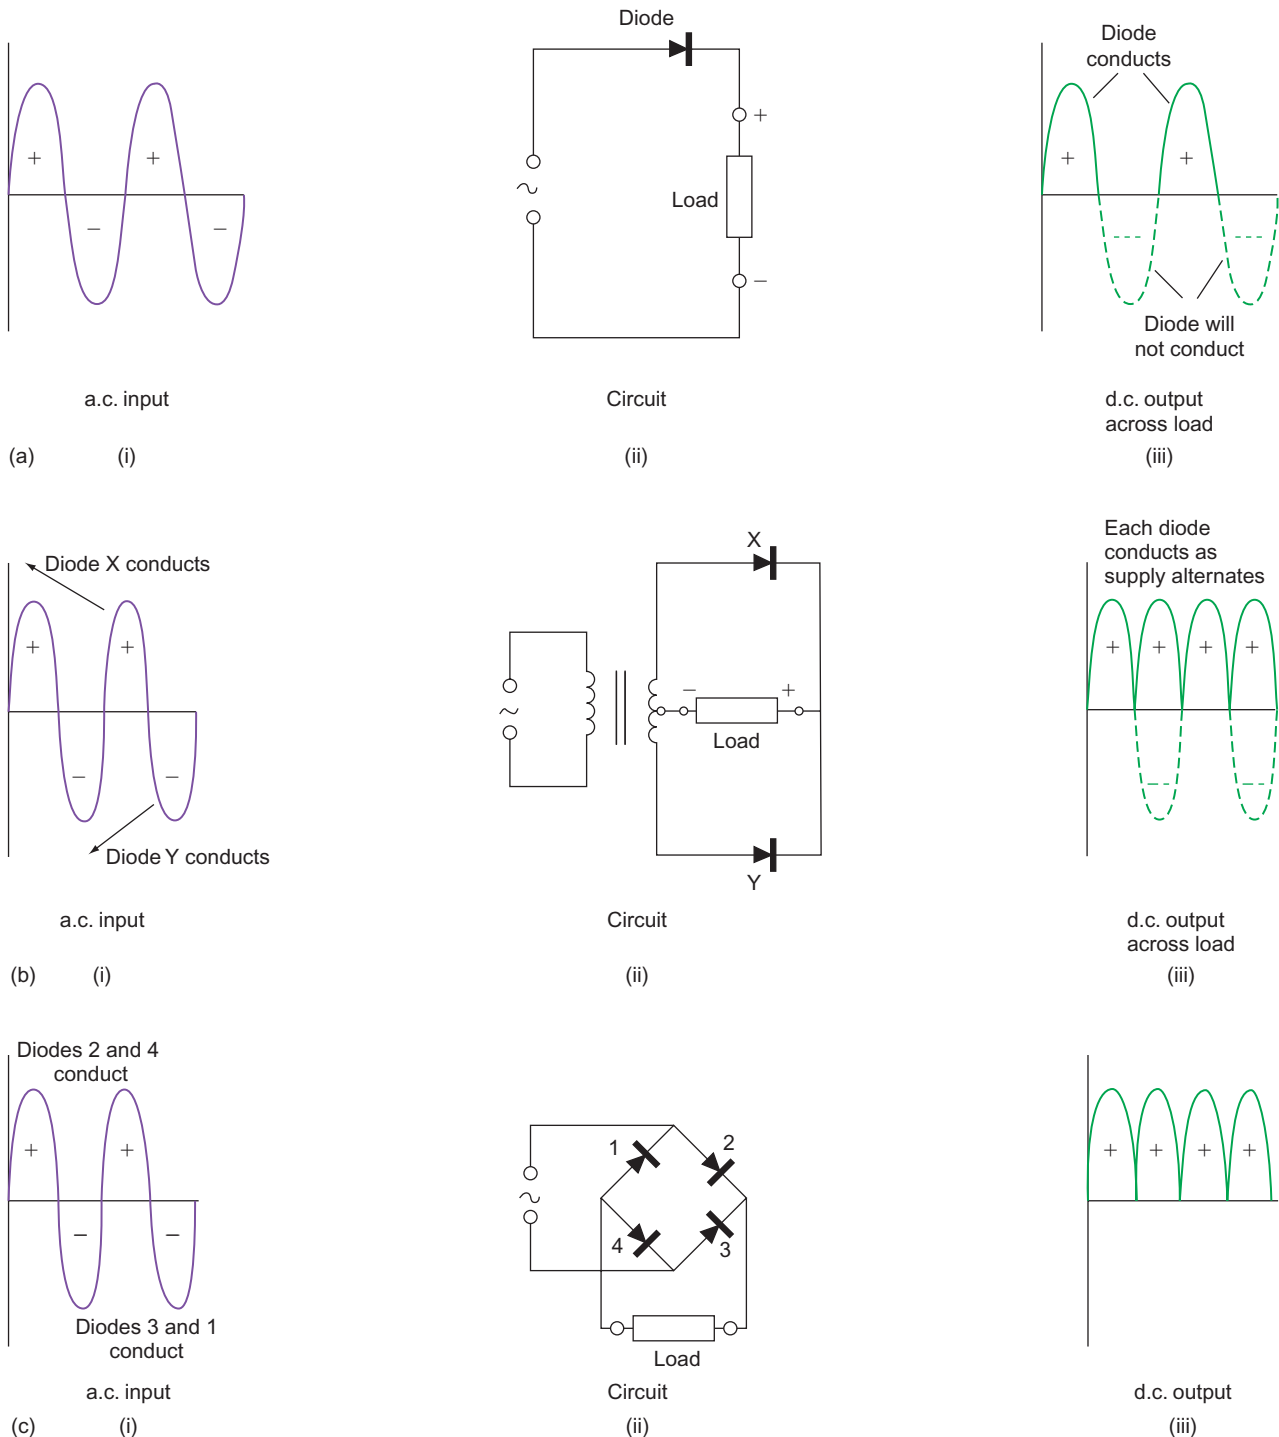 Diode
+
+
−
−
~
+
Load
−
Diode
conducts
+
+
Diode will
not conduct
a.c. input
Circuit
d.c. output
across load
(a)
(i)
(ii)
(iii)
Diode X conducts
+
+
−
−
Diode Y conducts
X
~
−
+
Load
Y
Each diode
conducts as
supply alternates
+
+
+
+
a.c. input
Circuit
d.c. output
across load
(b)
(i)
(ii)
(iii)
Diodes 2 and 4
conduct
+
+
−
−
Diodes 3 and 1
conduct
~
1
2
4
3
Load
+
+
+
+
a.c. input
Circuit
d.c. output
(c)
(i)
(ii)
(iii)